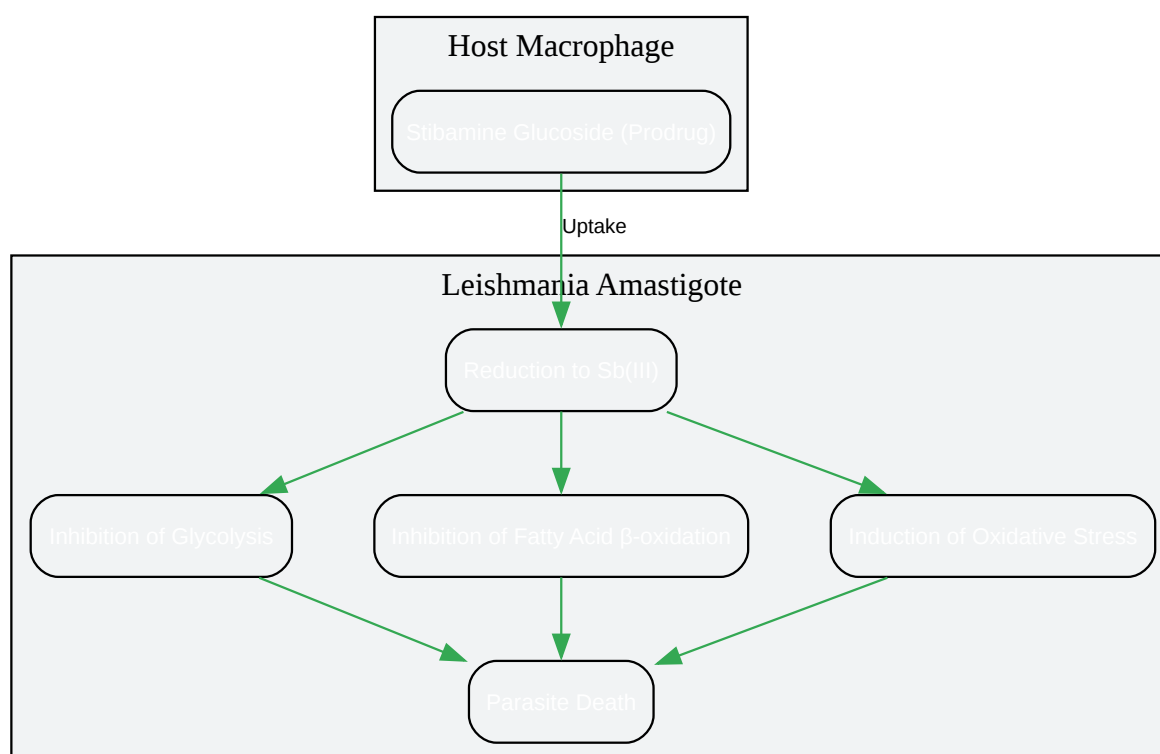 Host Macrophage
Stibamine Glucoside (Prodrug)
Uptake
Leishmania Amastigote
Reduction to Sb(III)
Inhibition of Glycolysis
Inhibition of Fatty Acid β-oxidation
Induction of Oxidative Stress
Parasite Death